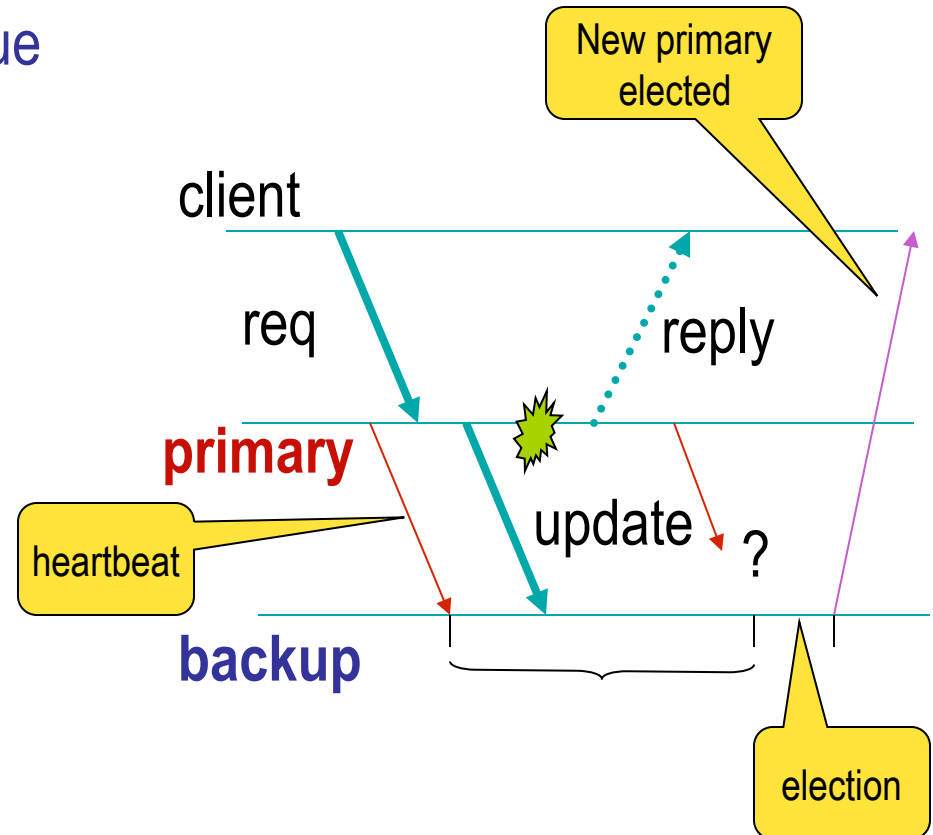 ue
New primary
elected
client
req
reply
primary
update
?
heartbeat
backup
election